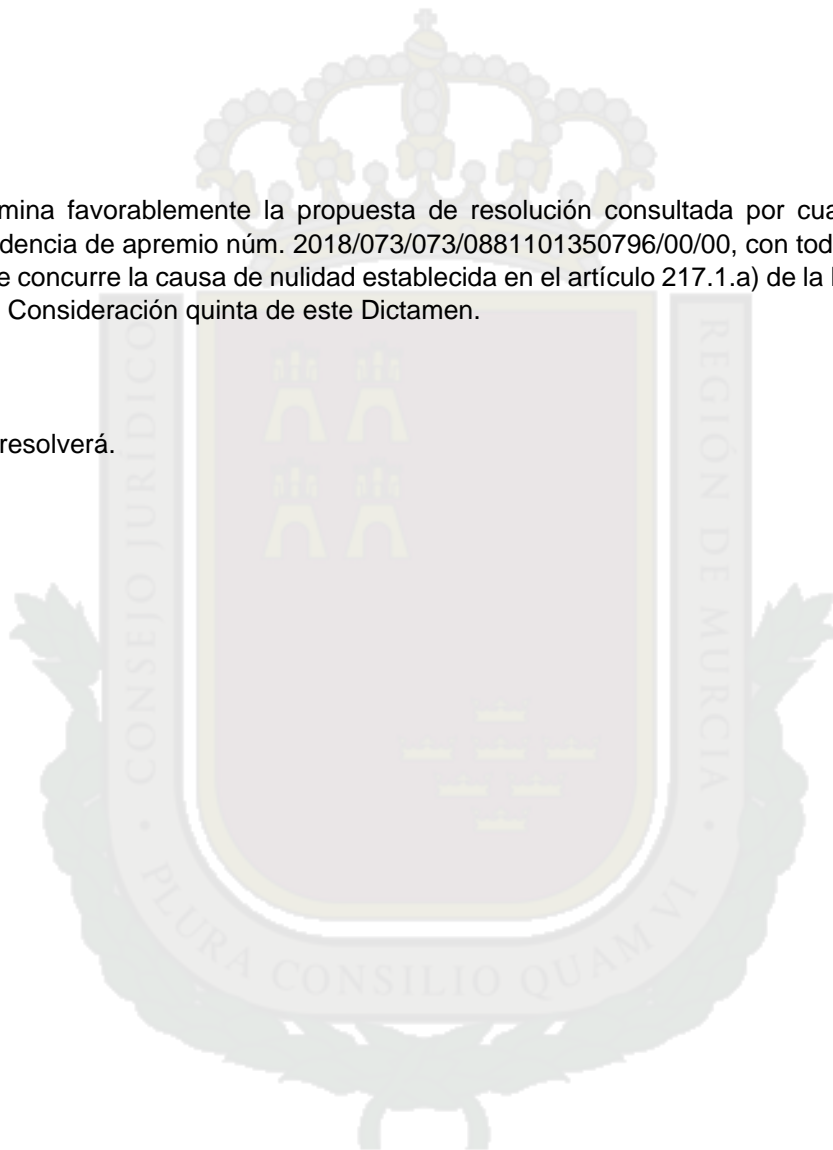 mina favorablemente la propuesta de resolución consultada por cua
dencia de apremio núm. 2018/073/073/0881101350796/00/00, con tod
e concurre la causa de nulidad establecida en el artículo 217.1.a) de la
Consideración quinta de este Dictamen.
resolverá.
CONSEJO JURÍDICO
REGIÓN DE MURCIA
PLURA CONSILIO QUAM VI